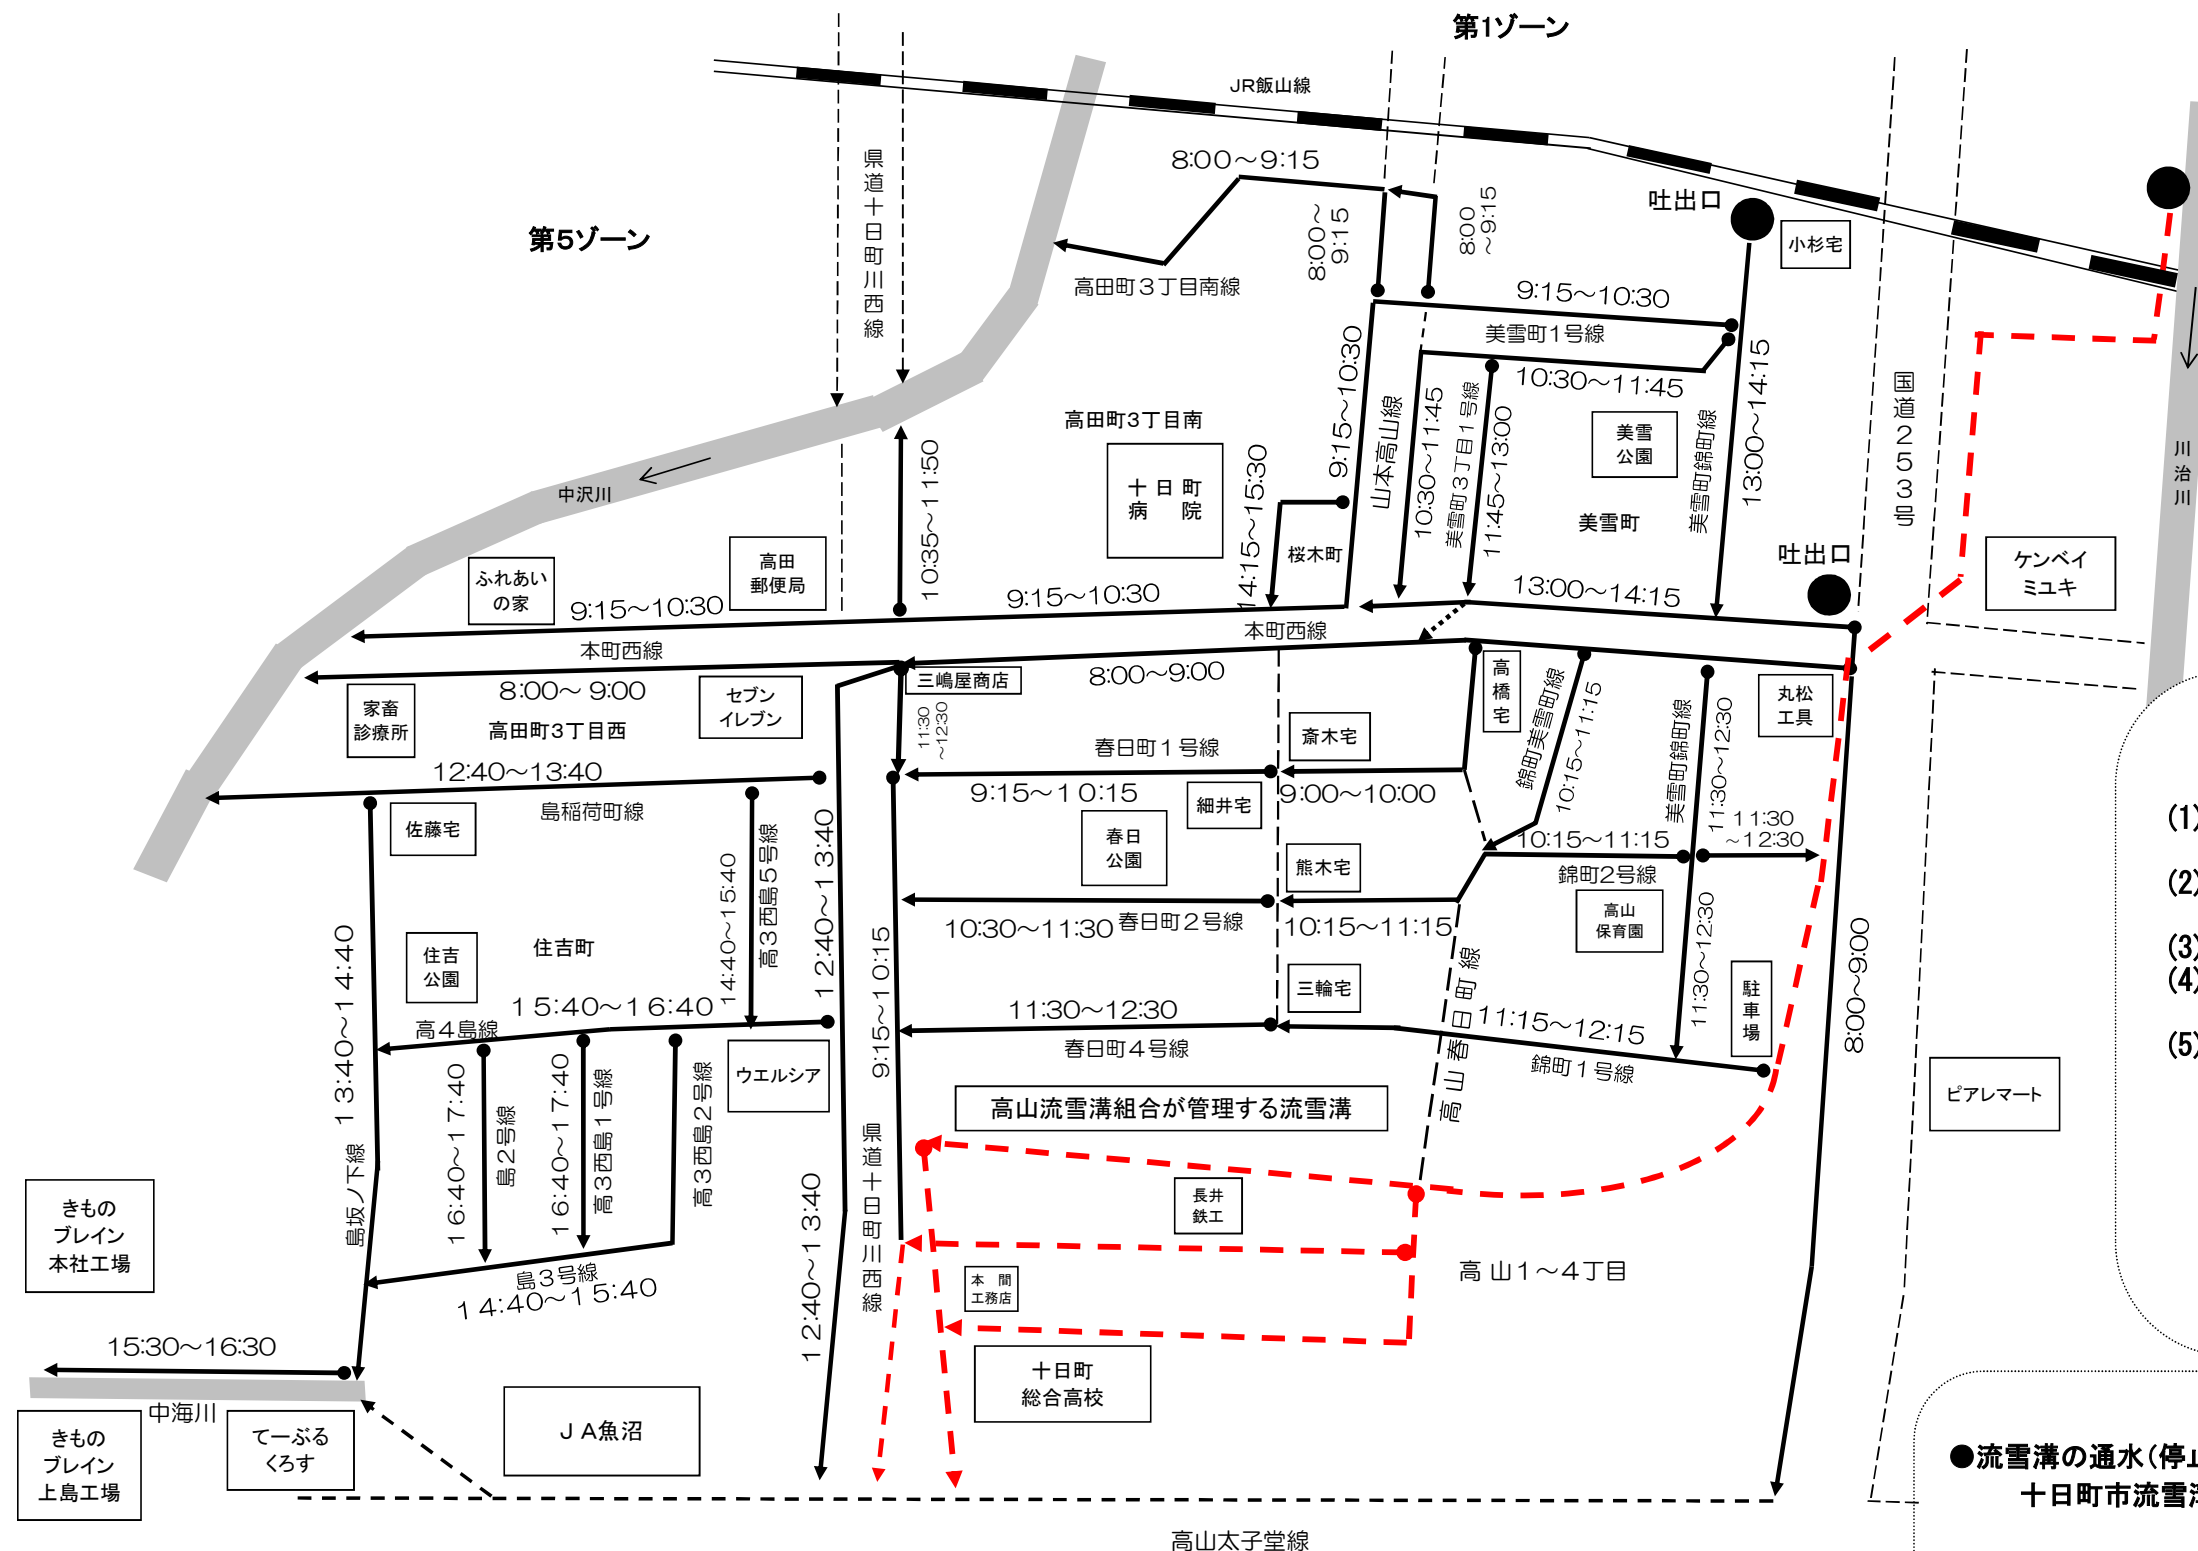 第1ゾーン
JR飯山線
県道十日町川西線
8:00～9:15
第5ゾーン
8:00～
9:15
8:00
～9:15
吐出口
小杉宅
高田町3丁目南線
9:15～10:30
美雪町1号線
10:30～11:45
高田町3丁目南
9:15～10:30
山本高山線
10:30～11:45
美雪町3丁目1号線
11:45～13:00
美雪
公園
美雪町錦町線
13:00～14:15
国道253号
川治川
中沢川
10:35～11:50
十日町
病　院
14:15～15:30
美雪町
桜木町
吐出口
ケンベイ
ミユキ
ふれあい
の家
高田
郵便局
9:15～10:30
9:15～10:30
13:00～14:15
本町西線
本町西線
8:00～9:00
8:00～9:00
家畜
診療所
高田町3丁目西
セブン
イレブン
三嶋屋商店
11:30
～12:30
高橋宅
錦町美雪町線
10:15～11:15
美雪町錦町線
11:30～12:30
丸松
工具
斎木宅
春日町1号線
12:40～13:40
島稲荷町線
9:15～10:15
細井宅
9:00～10:00
佐藤宅
春日
公園
熊木宅
10:15～11:15
11:30
～12:30
錦町2号線
14:40～15:40
高3西島5号線
12:40～13:40
高山
保育園
10:30～11:30
春日町2号線
10:15～11:15
住吉町
住吉
公園
13:40～14:40
9:15～10:15
11:30～12:30
8:00～9:00
15:40～16:40
高4島線
11:30～12:30
三輪宅
高山春日町線
11:15～12:15
駐車場
春日町4号線
錦町1号線
ウエルシア
16:40～17:40
島2号線
16:40～17:40
高3西島1号線
高3西島2号線
高山流雪溝組合が管理する流雪溝
ピアレマート
島坂ノ下線
県道十日町川西線
12:40～13:40
長井
鉄工
きもの
ブレイン
本社工場
島3号線
14:40～15:40
本　間
工務店
高山1～4丁目
15:30～16:30
十日町
総合高校
中海川
きもの
ブレイン
上島工場
てーぶる
くろす
JA魚沼
高山太子堂線
(1)
(2)
(3)
(4)
(5)
●流雪溝の通水(停止
十日町市流雪溝